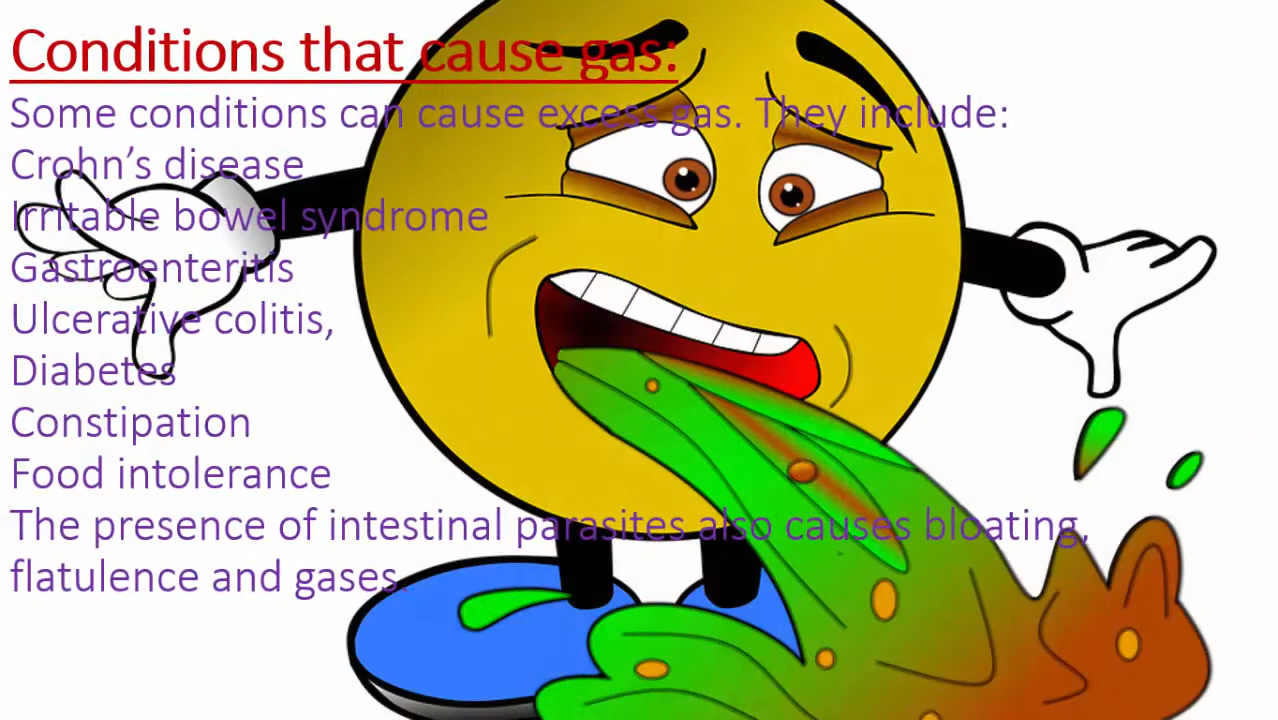 Conditions that cause gas:
Some conditions can cause excess gas. They include:
Crohn’s disease
Irritable bowel syndrome
Gastroenteritis
Ulcerative colitis,
Diabetes
Constipation
Food intolerance
The presence of intestinal parasites also causes bloating,
flatulence and gases.